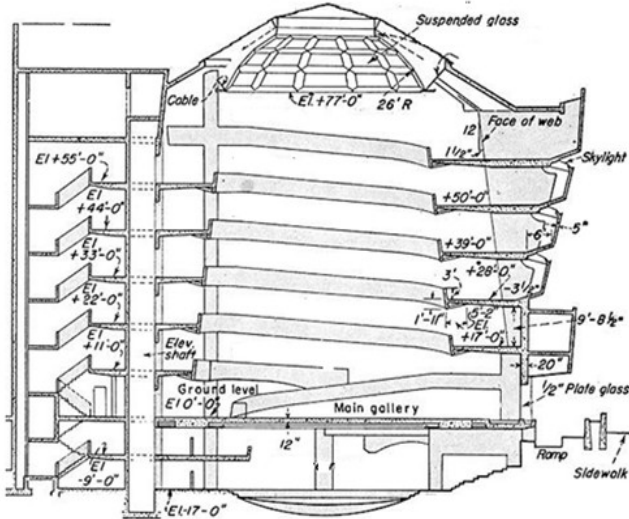 Suspended glass
Cable
El. +77'-0"
26' R
12
Face of web
1 1/2"
Skylight
El +55'-0"
+50'-0"
5"
6
El
+44'-0"
+39'-0"
El
+33'-0"
3'
+28'-0"
-3 1/2"
El
+22'-0"
1'-11"
5-2
El
+17'-0"
9'-8 1/2"
El
+11'-0"
Elev.
shaft
20"
Ground level
El 0'-0"
Main gallery
1/2" Plate glass
12"
Ramp
Sidewalk
El
-9'-0"
El.-17-0"